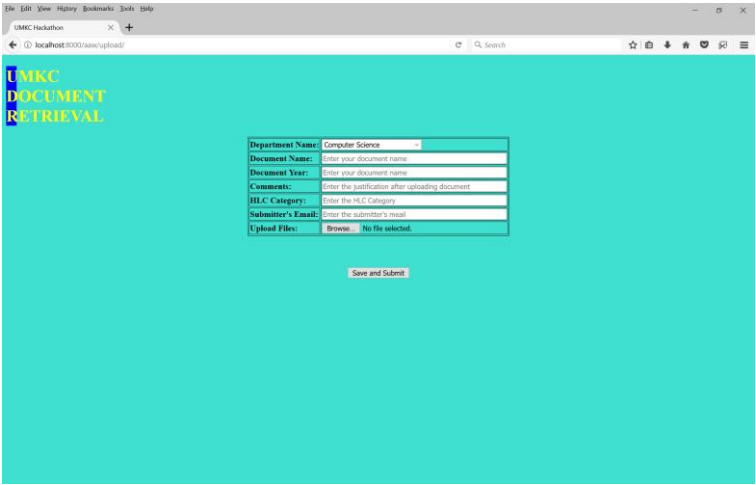 File Edit View History Bookmarks Tools Help
UMKC Hackathon
localhost:8000/aaw/upload/
Search
UMKC
DOCUMENT
RETRIEVAL
Department Name: Computer Science
Document Name: Enter your document name
Document Year: Enter your document name
Comments: Enter the justification after uploading document
HLC Category: Enter the HLC Category
Submitter's Email: Enter the submitter's meail
Upload Files: Browse... No file selected.
Save and Submit